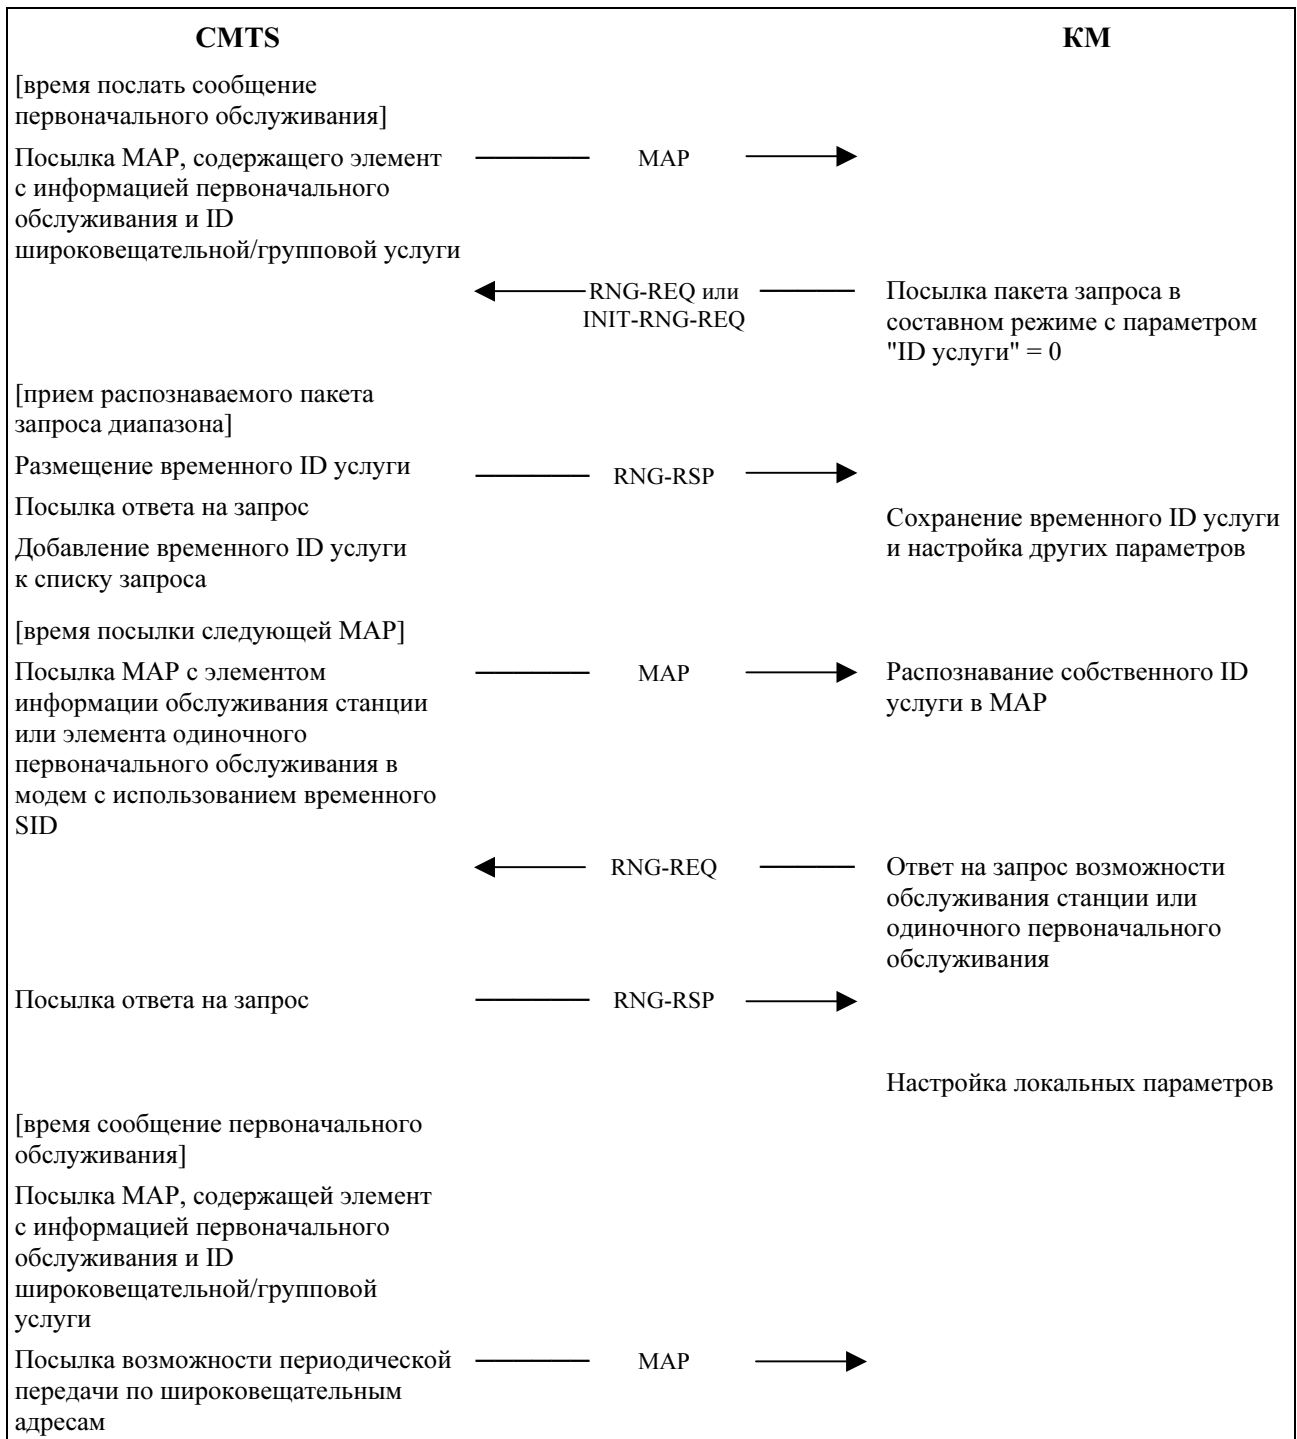 CMTS КМ
[время послать сообщение
первоначального обслуживания]
Посылка MAP, содержащего элемент MAP
с информацией первоначального
обслуживания и ID
широковещательной/групповой услуги
RNG-REQ или Посылка пакета запроса в
INIT-RNG-REQ составном режиме с параметром
"ID услуги" = 0
[прием распознаваемого пакета
запроса диапазона]
Размещение временного ID услуги RNG-RSP
Посылка ответа на запрос
Сохранение временного ID услуги
и настройка других параметров
Добавление временного ID услуги
к списку запроса
[время посылки следующей MAP]
Посылка MAP с элементом MAP Распознавание собственного ID
информации обслуживания станции услуги в MAP
или элемента одиночного
первоначального обслуживания в
модем с использованием временного
SID
RNG-REQ Ответ на запрос возможности
обслуживания станции или
одиночного первоначального
обслуживания
Посылка ответа на запрос RNG-RSP
Настройка локальных параметров
[время сообщение первоначального
обслуживания]
Посылка MAP, содержащей элемент
с информацией первоначального
обслуживания и ID
широковещательной/групповой
услуги
Посылка возможности периодической MAP
передачи по широковещательным
адресам